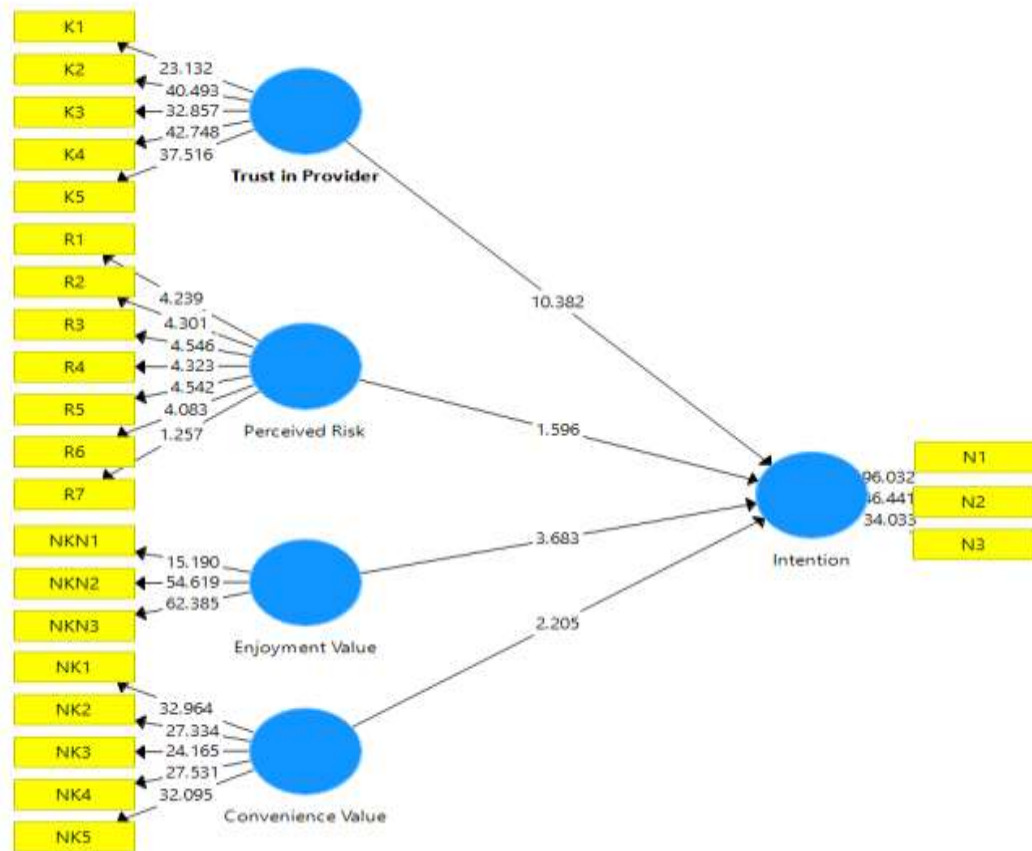 K1
23.132
K2
40.493
K3
32.857
42.748
K4
37.516
Trust in Provider
K5
R1
R2
4.239
10.382
4.301
R3
4.546
R4
4.323
4.542
R5
4.083
1.257
Perceived Risk
1.596
R6
R7
N1
96.032
N2
46.441
34.033
N3
Intention
NKN1
15.190
3.683
NKN2
54.619
62.385
NKN3
Enjoyment Value
2.205
NK1
32.964
NK2
27.334
NK3
24.165
27.531
NK4
32.095
Convenience Value
NK5